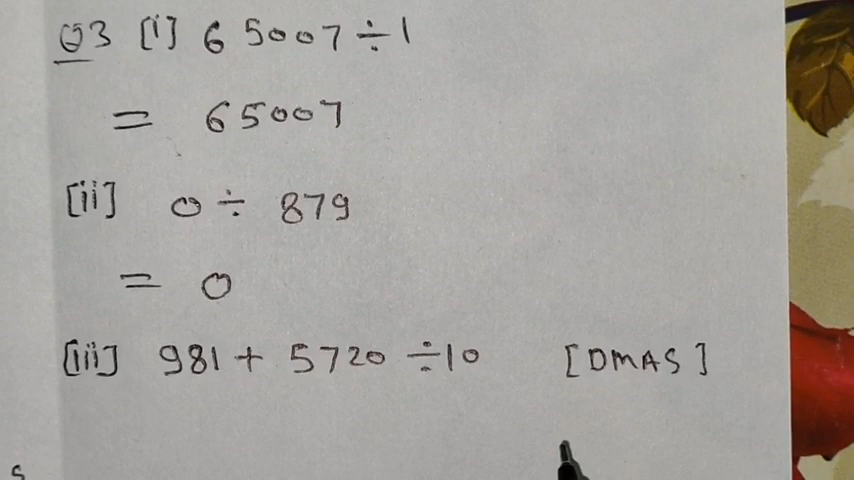 Q3 [i] 65007 ÷ 1
= 65007
[ii] 0 ÷ 879
= 0
[iii] 981 + 5720 ÷ 10 [DMAS]
s